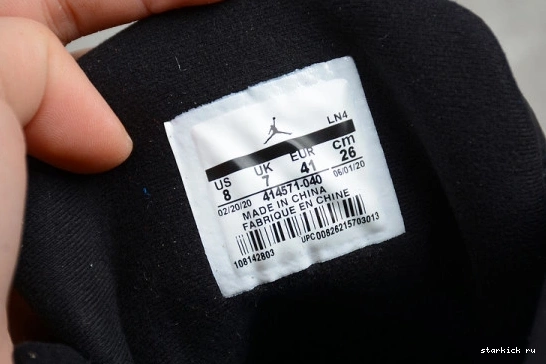 LN4
US UK EUR cm
8 7 41 26
02/20/20 414571-040 06/01/20
MADE IN CHINA
FABRIQUE EN CHINE
108142803 UPC00826215703013
starkick ru